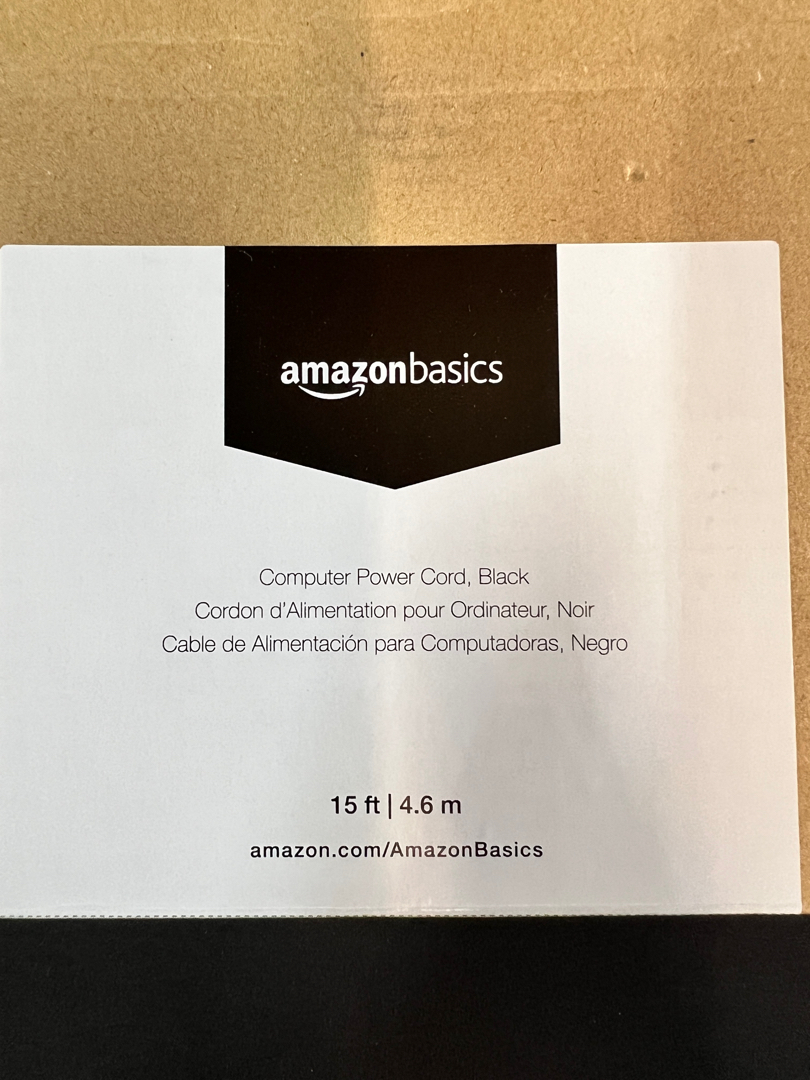 amazonbasics
Computer Power Cord, Black
Cordon d'Alimentation pour Ordinateur, Noir
Cable de Alimentación para Computadoras, Negro
15 ft | 4.6 m
amazon.com/AmazonBasics